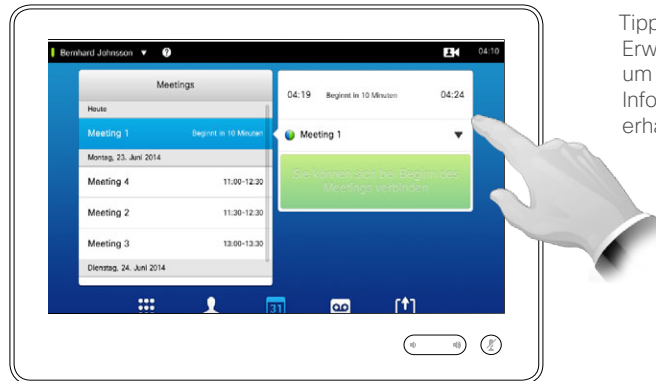 Bernhard Johnsson ▼ ? 04:10
Meetings
Heute
Meeting 1 Beginnt in 10 Minuten
Montag, 23. Juni 2014
Meeting 4 11:00-12:30
Meeting 2 11:30-12:30
Meeting 3 13:00-13:30
Dienstag, 24. Juni 2014
04:19 Beginnt in 10 Minuten 04:24
Meeting 1 ▼
Sie können sich bei Beginn des
Meetings verbinden
31
Tipp
Erw
um
Info
erha